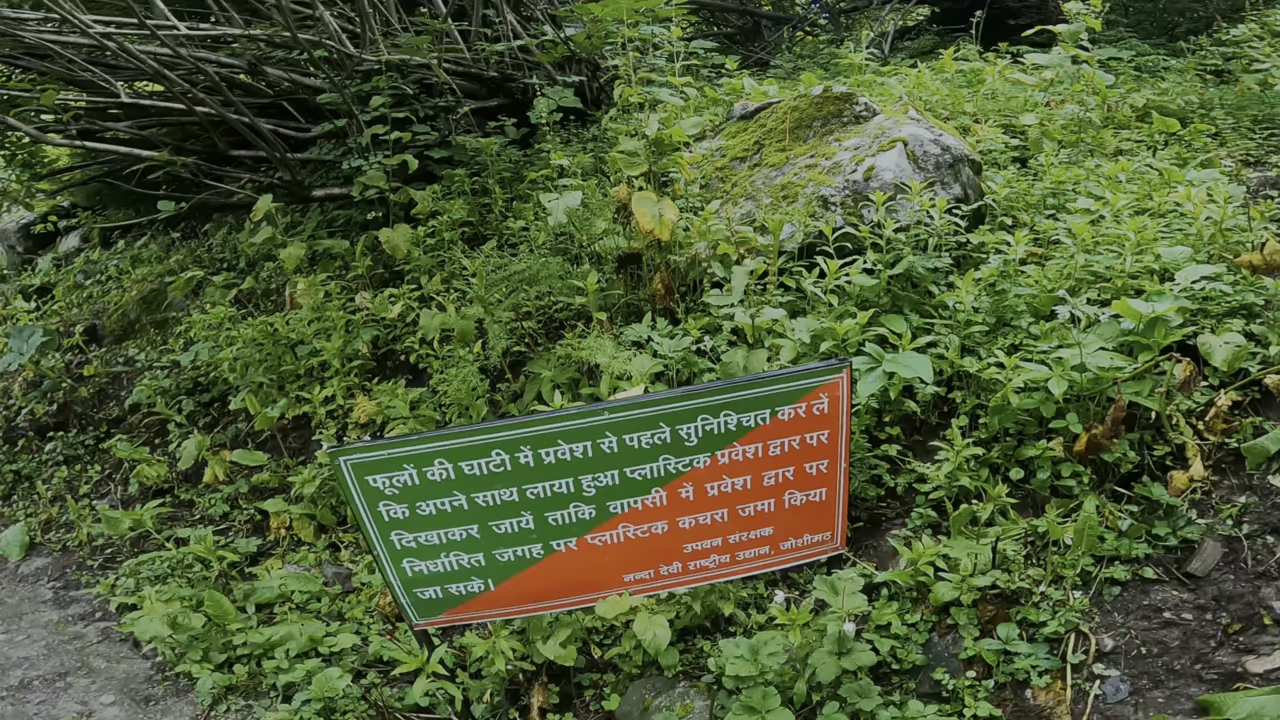 फूलों की घाटी में प्रवेश से पहले सुनिश्चित कर लें
कि अपने साथ लाया हुआ प्लास्टिक प्रवेश द्वार पर
दिखाकर जायें ताकि वापसी में प्रवेश द्वार पर
निर्धारित जगह पर प्लास्टिक कचरा जमा किया
जा सके।
उपवन संरक्षक
नन्दा देवी राष्ट्रीय उद्यान, जोशीमठ